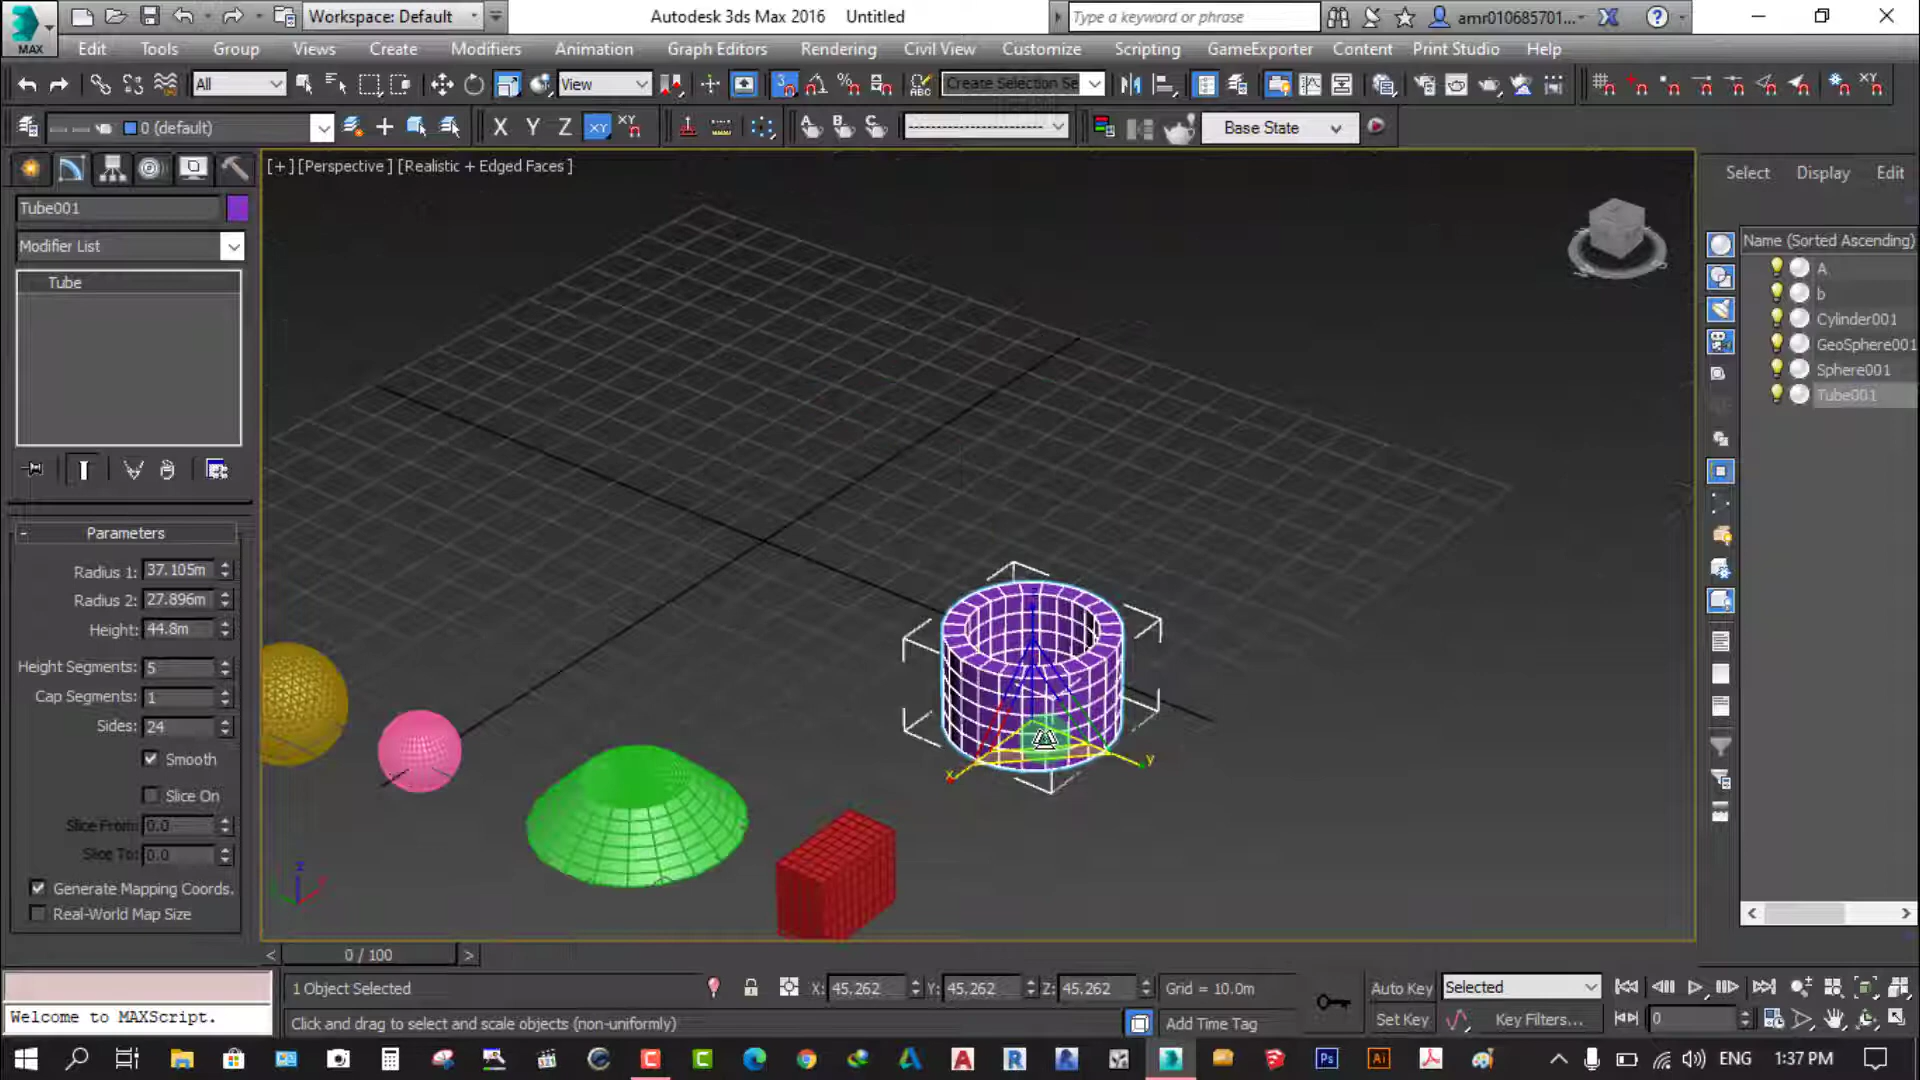 Workspace: Default
Autodesk 3ds Max 2016 Untitled
Type a keyword or phrase
amr010685701...
MAX
Edit Tools Group Views Create Modifiers Animation Graph Editors Rendering Civil View Customize Scripting GameExporter Content Print Studio Help
All
View
Create Selection Se
0 (default)
X Y Z XY
Base State
[+] [Perspective] [Realistic + Edged Faces]
Select Display Edit
Tube001
Modifier List
Tube
Name (Sorted Ascending)
A
b
Cylinder001
GeoSphere001
Sphere001
Tube001
Parameters
Radius 1: 37.105m
Radius 2: 27.896m
Height: 44.8m
Height Segments: 5
Cap Segments: 1
Sides: 24
Smooth
Slice On
Slice From: 0.0
Slice To: 0.0
Generate Mapping Coords.
Real-World Map Size
x
y
z
0 / 100
1 Object Selected
X: 45.262 Y: 45.262 Z: 45.262
Grid = 10.0m
Auto Key
Selected
Welcome to MAXScript.
Click and drag to select and scale objects (non-uniformly)
Add Time Tag
Set Key
Key Filters...
0
ENG
1:37 PM